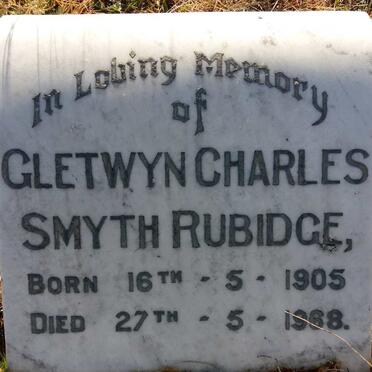 In Loving Memory
of
GLETWYN CHARLES
SMYTH RUBIDGE,
BORN 16TH - 5 - 1905
DIED 27TH - 5 - 1968.